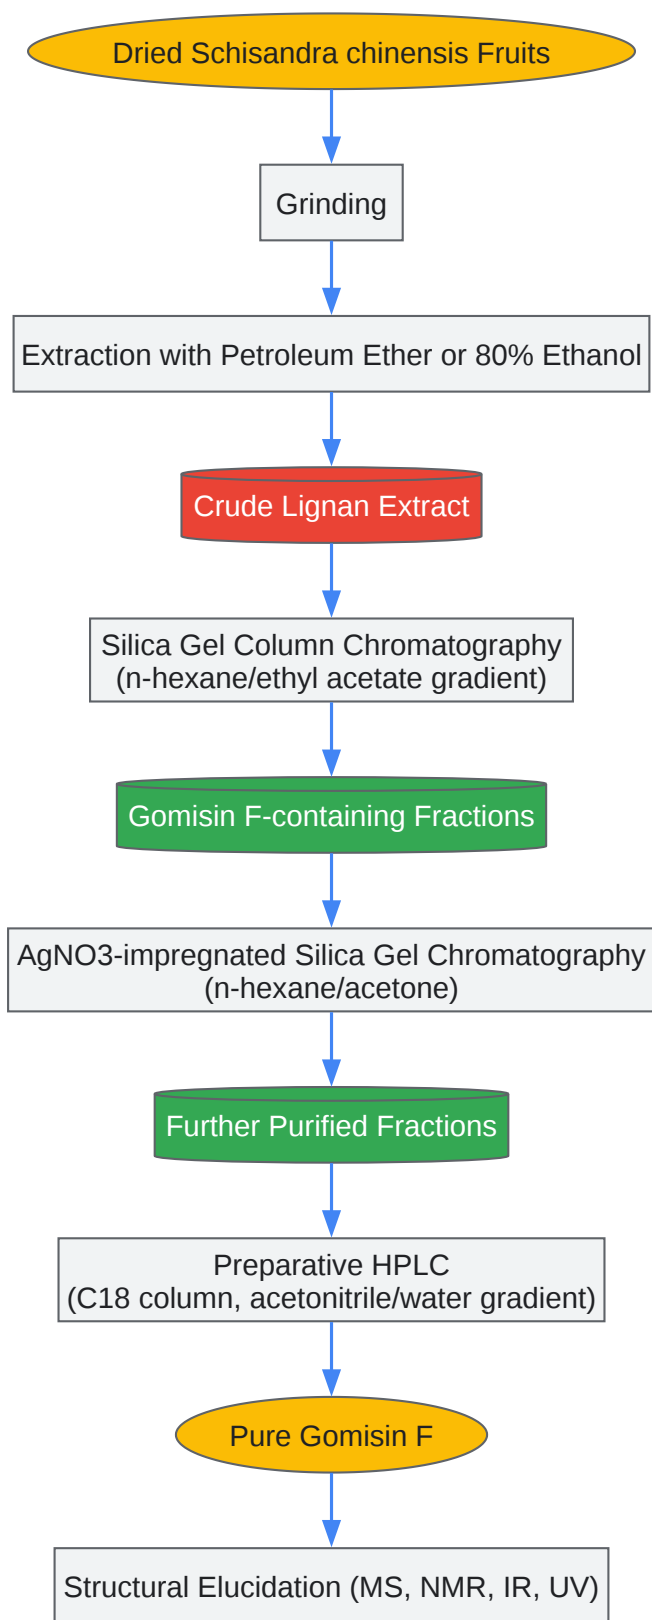 Dried Schisandra chinensis Fruits
Grinding
Extraction with Petroleum Ether or 80% Ethanol
Crude Lignan Extract
Silica Gel Column Chromatography
(n-hexane/ethyl acetate gradient)
Gomisin F-containing Fractions
AgNO3-impregnated Silica Gel Chromatography
(n-hexane/acetone)
Further Purified Fractions
Preparative HPLC
(C18 column, acetonitrile/water gradient)
Pure Gomisin F
Structural Elucidation (MS, NMR, IR, UV)